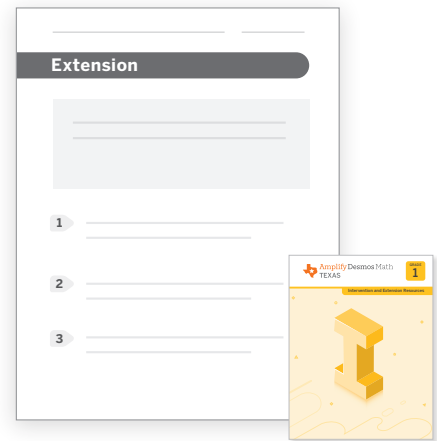 Extension
1
2
3
Amplify Desmos Math
TEXAS
GRADE
1
Intervention and Extension Resources